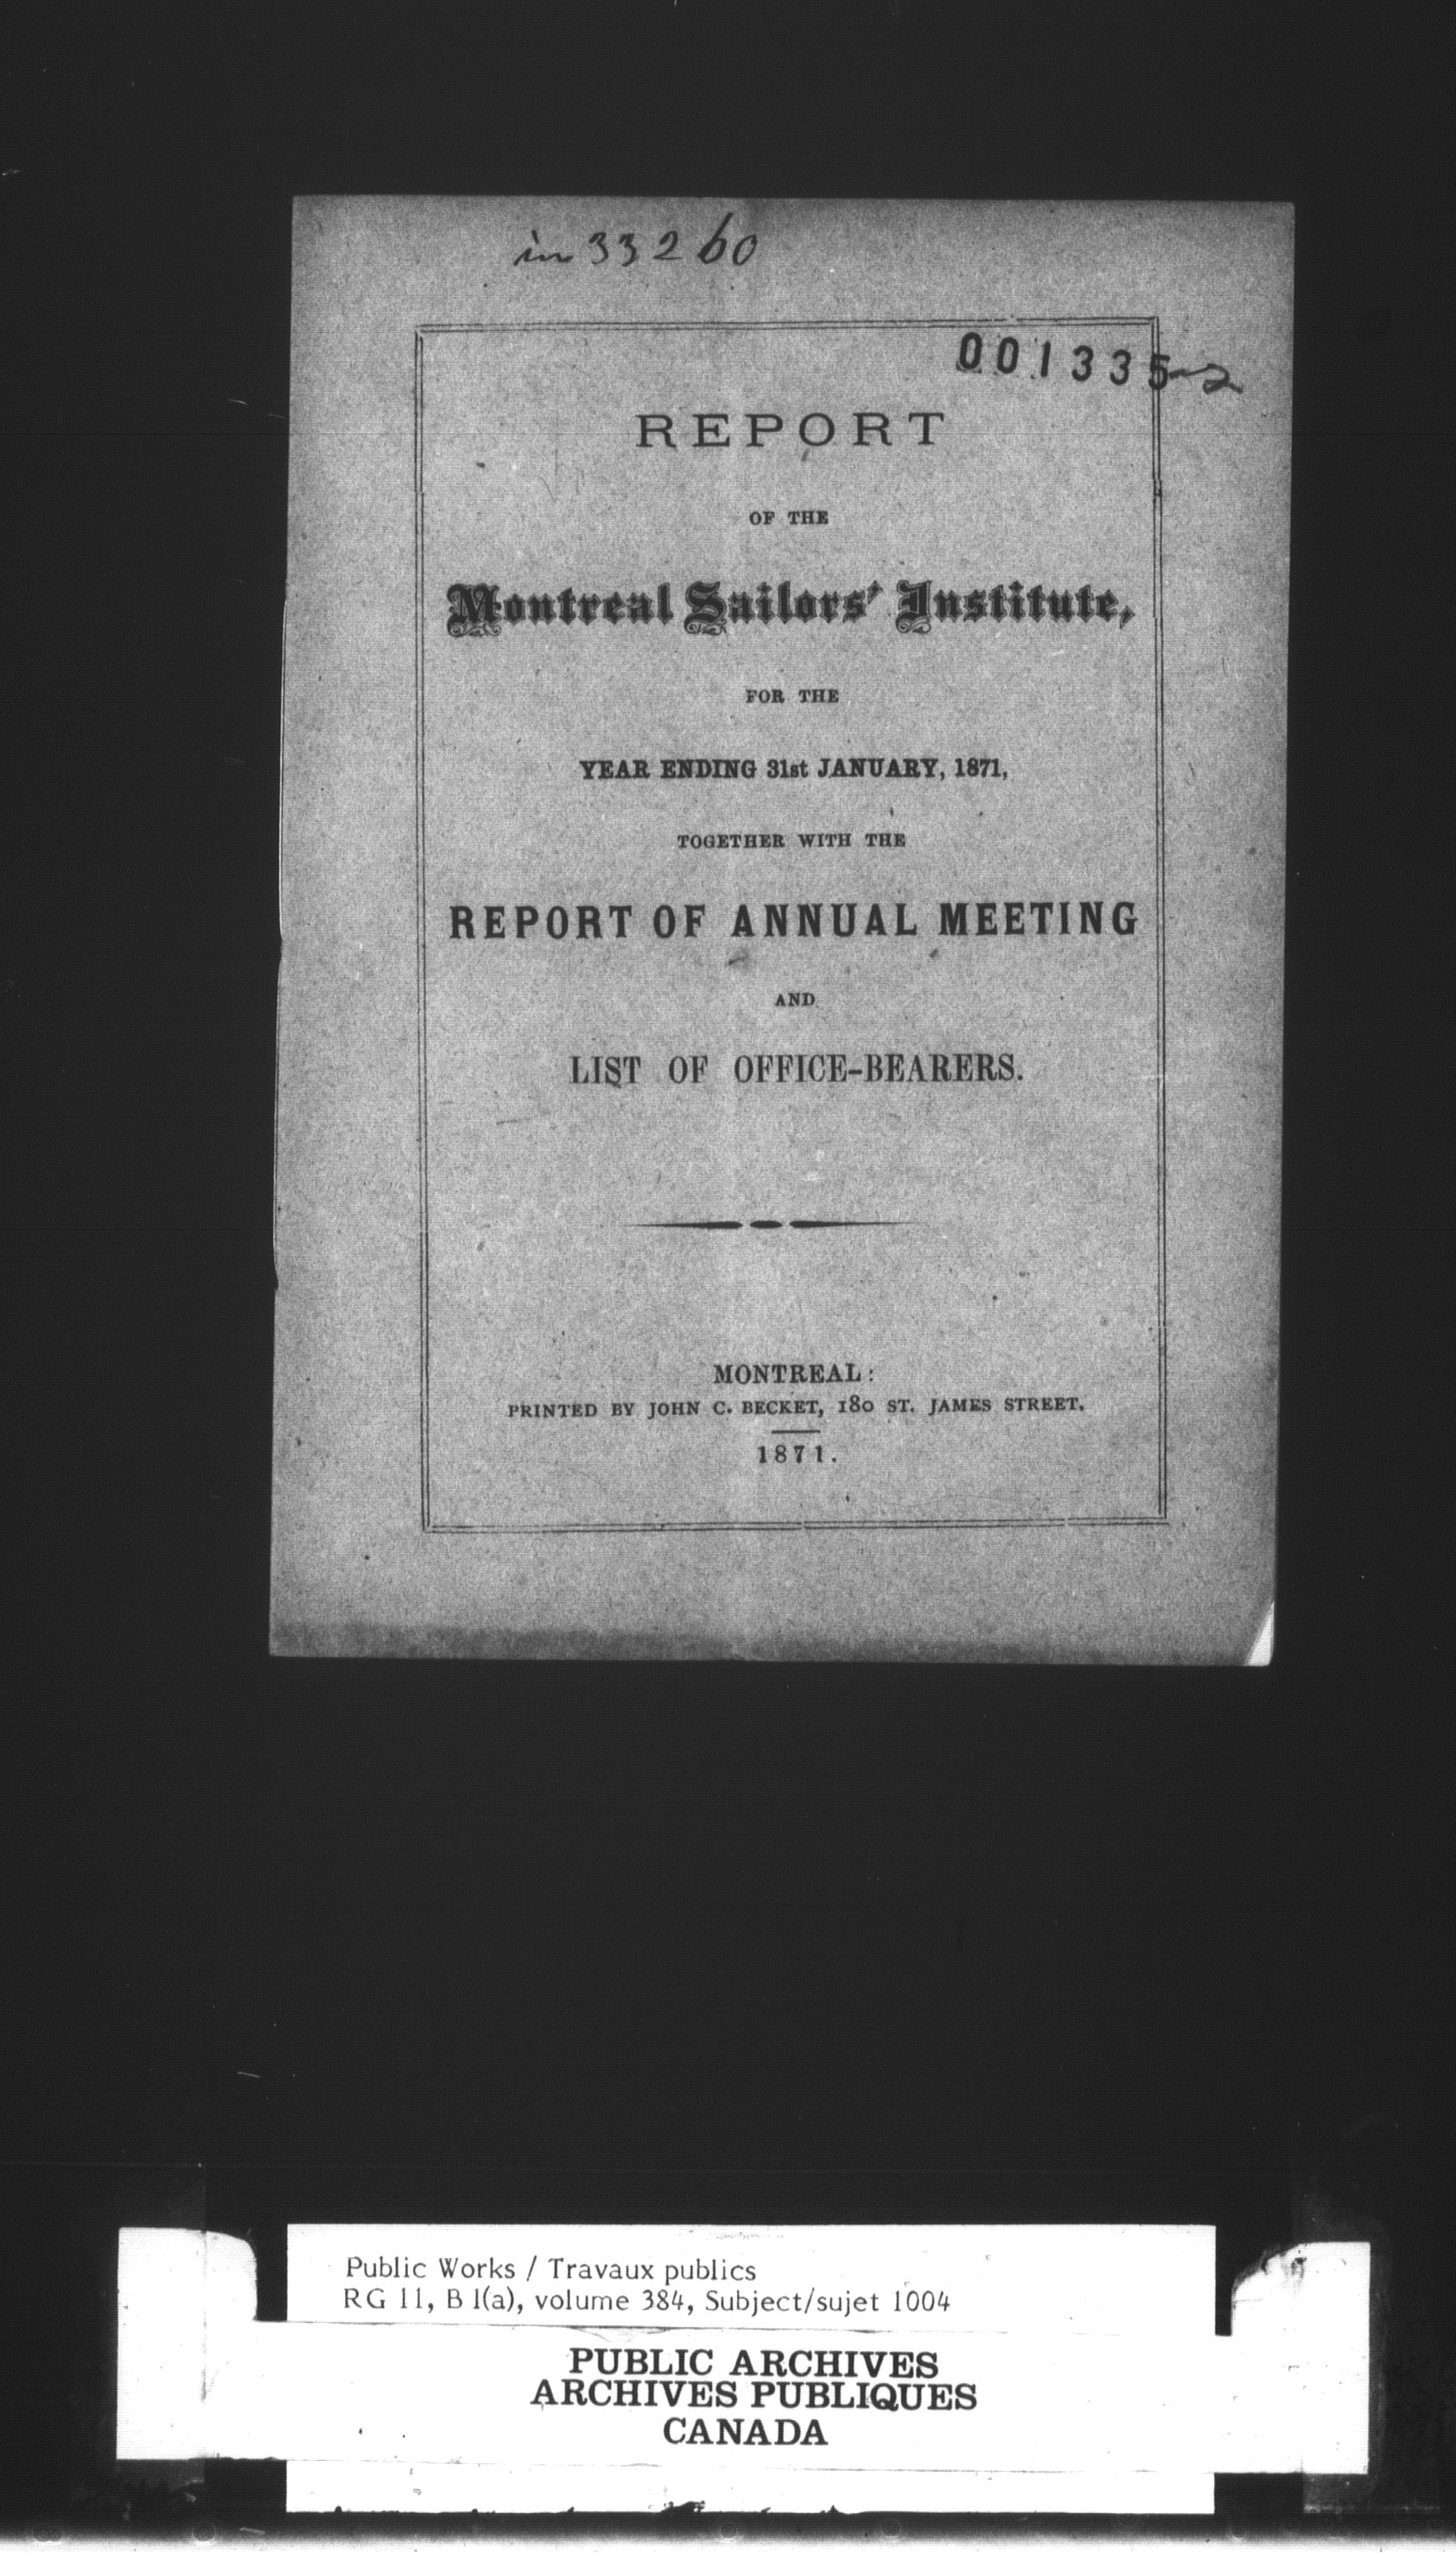 in 33260
001335-2
REPORT
OF THE
Montreal Sailors' Institute,
FOR THE
YEAR ENDING 31st JANUARY, 1871,
TOGETHER WITH THE
REPORT OF ANNUAL MEETING
AND
LIST OF OFFICE-BEARERS.
MONTREAL:
PRINTED BY JOHN C. BECKET, 180 ST. JAMES STREET.
1871.
Public Works / Travaux publics
RG 11, B 1(a), volume 384, Subject/sujet 1004
PUBLIC ARCHIVES
ARCHIVES PUBLIQUES
CANADA